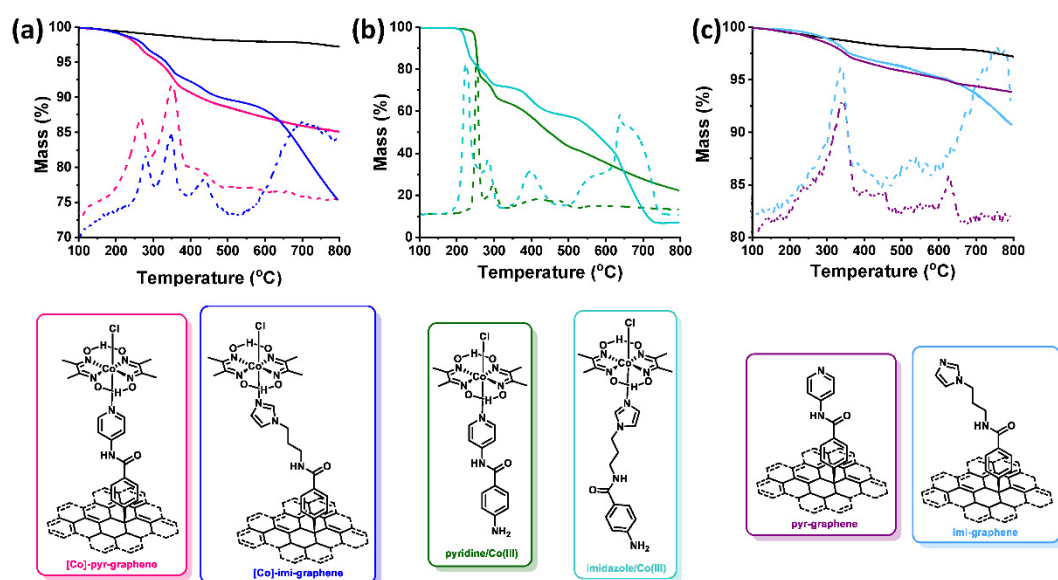 (a)
100
95
90
85
80
75
70
Mass (%)
100 200 300 400 500 600 700 800
Temperature (°C)
(b)
100
80
60
40
20
0
Mass (%)
100 200 300 400 500 600 700 800
Temperature (°C)
(c)
100
95
90
85
80
Mass (%)
100 200 300 400 500 600 700 800
Temperature (°C)
Cl
O-H-O
N N
Co
N N
O-H-O
N
NH
O
[Co]-pyr-graphene
Cl
O-H-O
N N
Co
N N
O-H-O
N
N
NH
O
[Co]-imi-graphene
Cl
O-H-O
N N
Co
N N
O-H-O
N
NH
O
NH2
pyridine/Co(III)
Cl
O-H-O
N N
Co
N N
O-H-O
N
N
NH
O
NH2
imidazole/Co(III)
N
NH
O
pyr-graphene
N
N
NH
O
imi-graphene